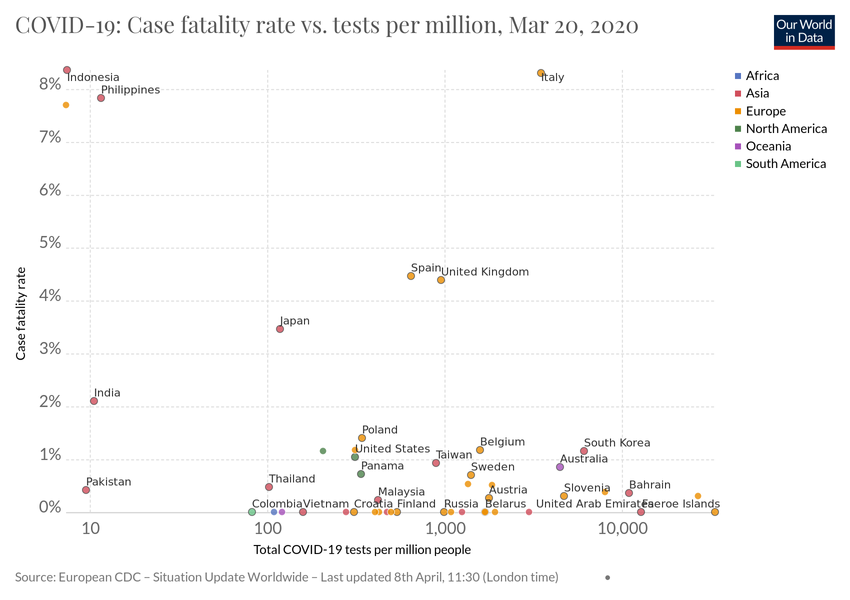 COVID-19: Case fatality rate vs. tests per million, Mar 20, 2020
Our World
in Data
Africa
Asia
Europe
North America
Oceania
South America
8%
7%
6%
5%
4%
3%
2%
1%
0%
Case fatality rate
Indonesia
Philippines
Italy
Spain
United Kingdom
Japan
India
Poland
United States
Belgium
South Korea
Taiwan
Australia
Panama
Sweden
Pakistan
Thailand
Malaysia
Austria
Slovenia
Bahrain
Colombia
Vietnam
Croatia
Finland
Russia
Belarus
United Arab Emirates
Faeroe Islands
10
100
1,000
10,000
Total COVID-19 tests per million people
Source: European CDC – Situation Update Worldwide – Last updated 8th April, 11:30 (London time)